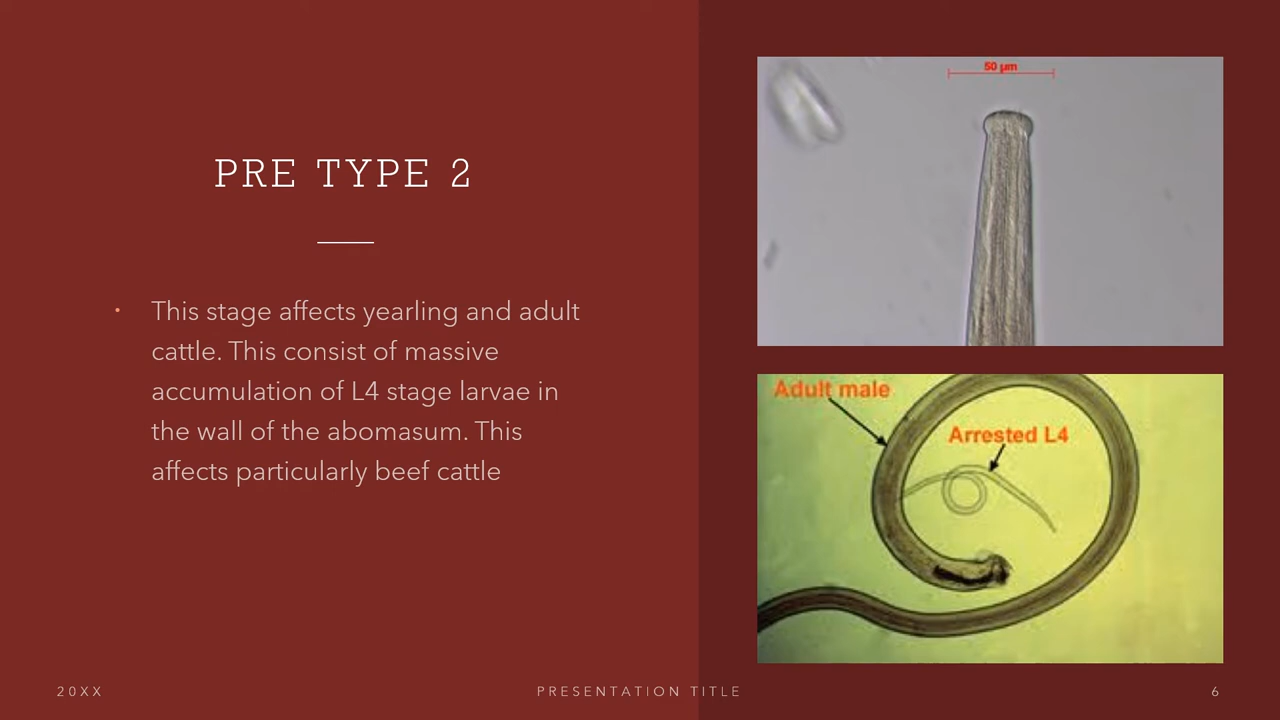 PRE TYPE 2
· This stage affects yearling and adult
cattle. This consist of massive
accumulation of L4 stage larvae in
the wall of the abomasum. This
affects particularly beef cattle
50 µm
Adult male
Arrested L4
20XX
PRESENTATION TITLE
6